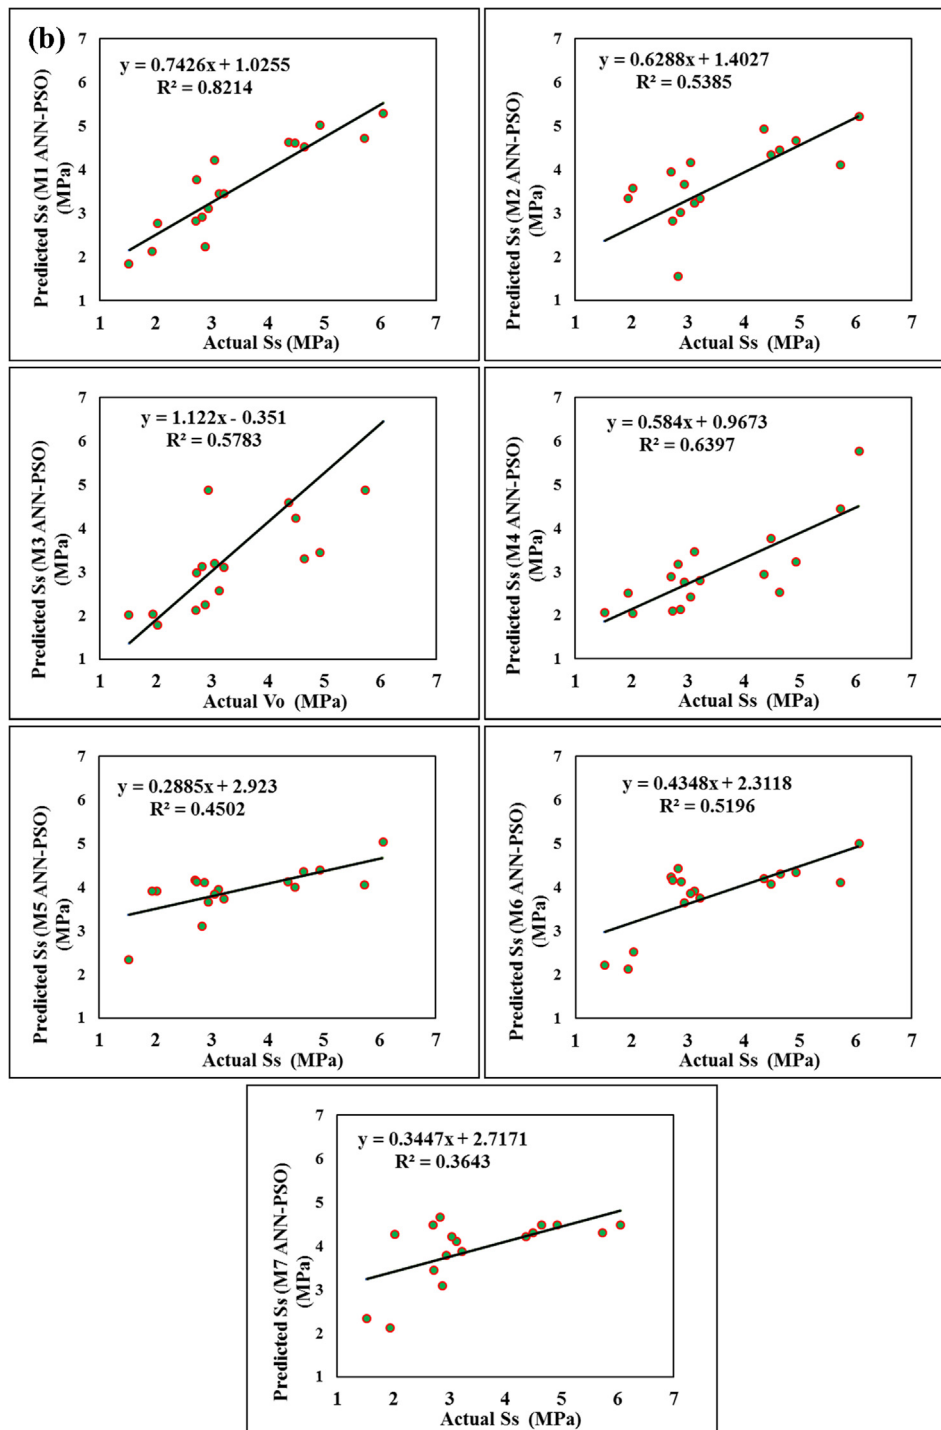 (b)
y = 0.7426x + 1.0255
R² = 0.8214
Predicted Ss (M1 ANN-PSO)
(MPa)
7
6
5
4
3
2
1
1 2 3 4 5 6 7
Actual Ss (MPa)
y = 0.6288x + 1.4027
R² = 0.5385
Predicted Ss (M2 ANN-PSO)
(MPa)
7
6
5
4
3
2
1
1 2 3 4 5 6 7
Actual Ss (MPa)
y = 1.122x - 0.351
R² = 0.5783
Predicted Ss (M3 ANN-PSO)
(MPa)
7
6
5
4
3
2
1
1 2 3 4 5 6 7
Actual Vo (MPa)
y = 0.584x + 0.9673
R² = 0.6397
Predicted Ss (M4 ANN-PSO)
(MPa)
7
6
5
4
3
2
1
1 2 3 4 5 6 7
Actual Ss (MPa)
y = 0.2885x + 2.923
R² = 0.4502
Predicted Ss (M5 ANN-PSO)
(MPa)
7
6
5
4
3
2
1
1 2 3 4 5 6 7
Actual Ss (MPa)
y = 0.4348x + 2.3118
R² = 0.5196
Predicted Ss (M6 ANN-PSO)
(MPa)
7
6
5
4
3
2
1
1 2 3 4 5 6 7
Actual Ss (MPa)
y = 0.3447x + 2.7171
R² = 0.3643
Predicted Ss (M7 ANN-PSO)
(MPa)
7
6
5
4
3
2
1
1 2 3 4 5 6 7
Actual Ss (MPa)